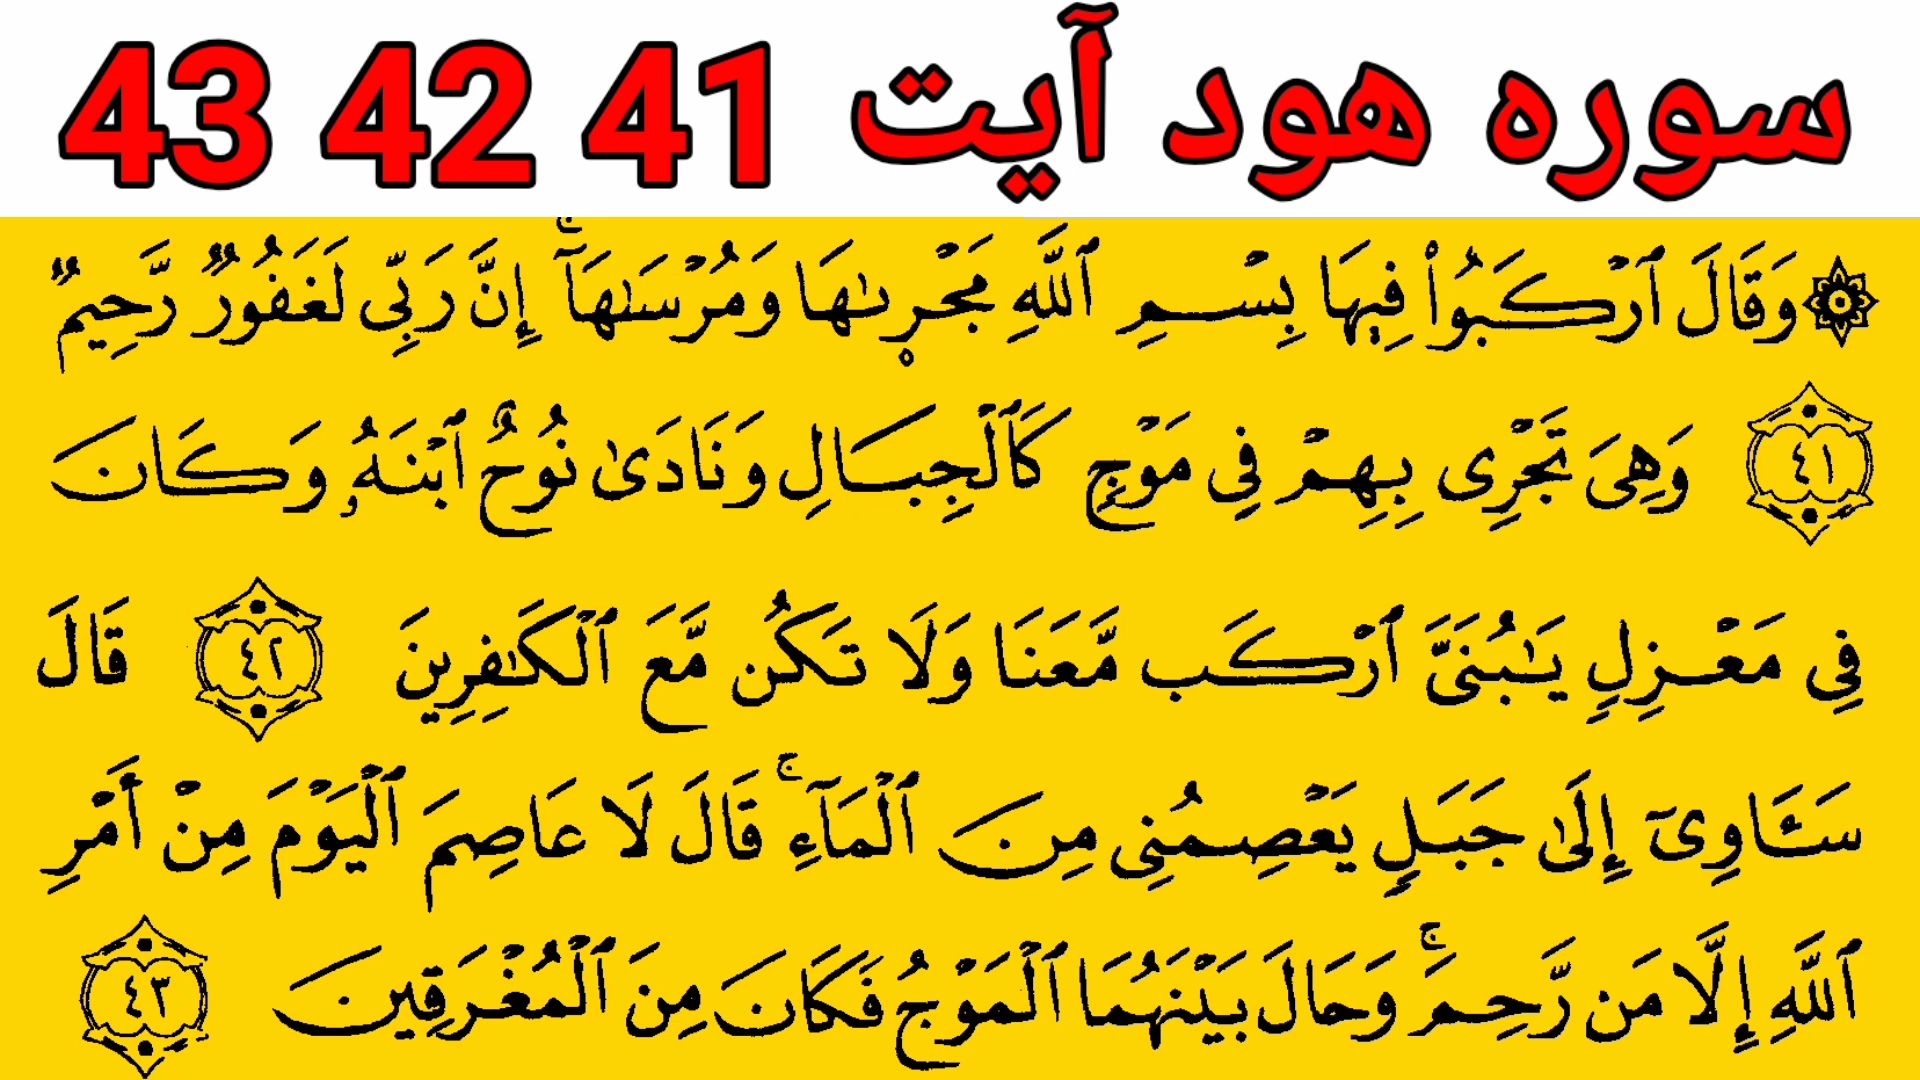 سوره هود آیت 41 42 43
۞ وَقَالَ ٱرْكَبُوا۟ فِيهَا بِسْمِ ٱللَّهِ مَجْر۪ىٰهَا وَمُرْسَىٰهَآ ۚ إِنَّ رَبِّى لَغَفُورٌ رَّحِيمٌ
٤١ وَهِىَ تَجْرِى بِهِمْ فِى مَوْجٍ كَٱلْجِبَالِ وَنَادَىٰ نُوحٌ ٱبْنَهُۥ وَكَانَ
فِى مَعْزِلٍ يَـٰبُنَىَّ ٱرْكَب مَّعَنَا وَلَا تَكُن مَّعَ ٱلْكَـٰفِرِينَ ٤٢ قَالَ
سَـَٔاوِىٓ إِلَىٰ جَبَلٍ يَعْصِمُنِى مِنَ ٱلْمَآءِ ۚ قَالَ لَا عَاصِمَ ٱلْيَوْمَ مِنْ أَمْرِ
ٱللَّهِ إِلَّا مَن رَّحِمَ ۚ وَحَالَ بَيْنَهُمَا ٱلْمَوْجُ فَكَانَ مِنَ ٱلْمُغْرَقِينَ ٤٣